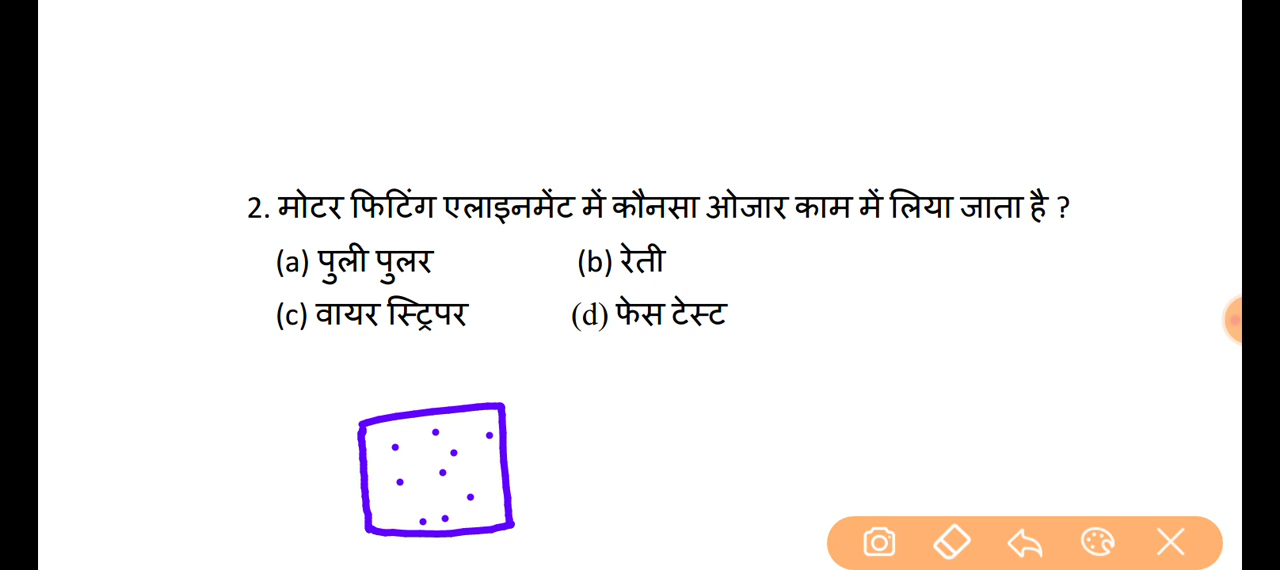 2. मोटर फिटिंग एलाइनमेंट में कौनसा ओजार काम में लिया जाता है ?
(a) पुली पुलर (b) रेती
(c) वायर स्ट्रिपर (d) फेस टेस्ट